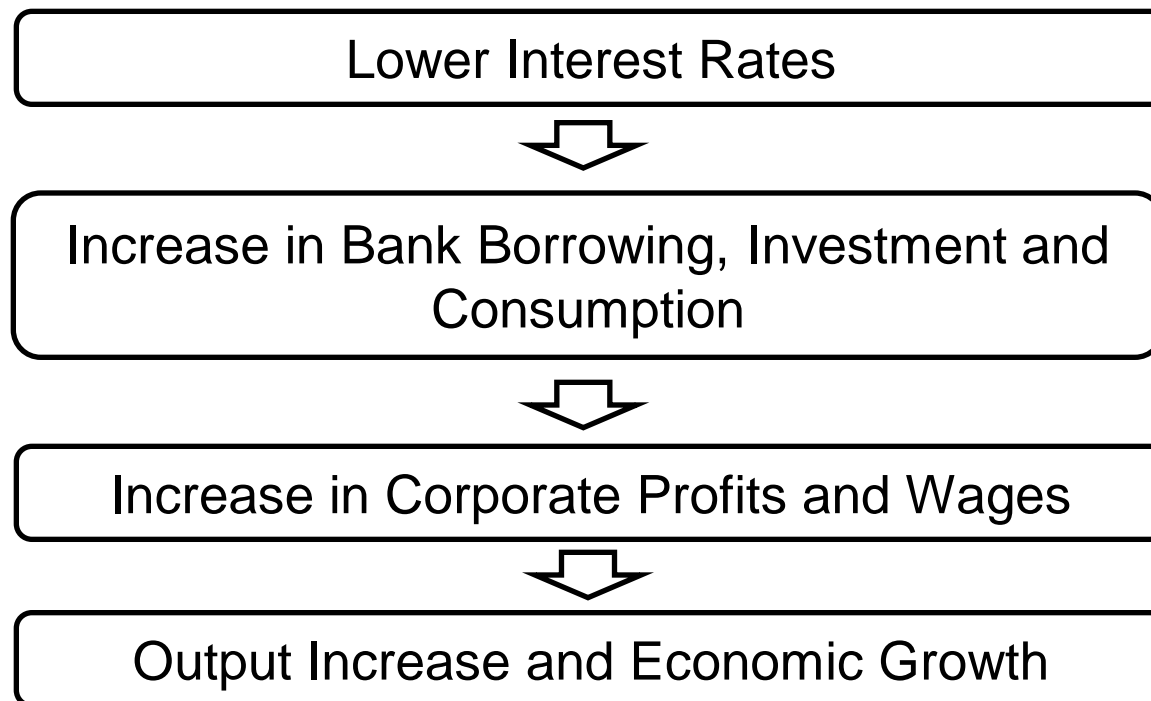 Lower Interest Rates
Increase in Bank Borrowing, Investment and
Consumption
Increase in Corporate Profits and Wages
Output Increase and Economic Growth